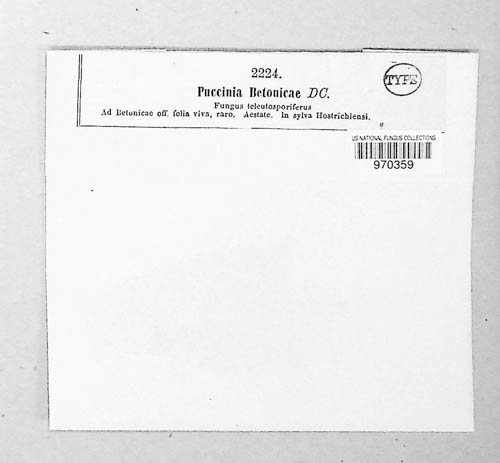 2224.
TYPE
Puccinia Betonicae DC.
Fungus teleutosporiferus
Ad Betonicae off. folia viva, raro. Aestate. In sylva Hostrichiensi.
US NATIONAL FUNGUS COLLECTIONS
970359